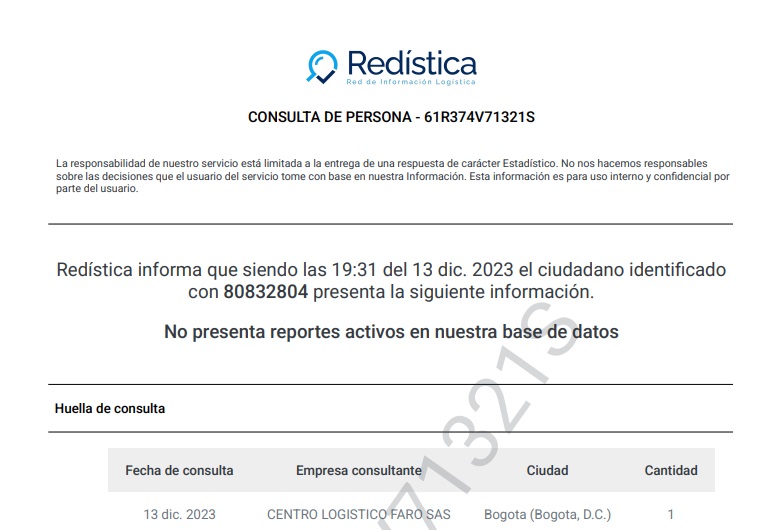 Redística
Red de Información Logística
CONSULTA DE PERSONA - 61R374V71321S
La responsabilidad de nuestro servicio está limitada a la entrega de una respuesta de carácter Estadístico. No nos hacemos responsables
sobre las decisiones que el usuario del servicio tome con base en nuestra Información. Esta información es para uso interno y confidencial por
parte del usuario.
Redística informa que siendo las 19:31 del 13 dic. 2023 el ciudadano identificado
con 80832804 presenta la siguiente información.
No presenta reportes activos en nuestra base de datos
Huella de consulta
Fecha de consulta Empresa consultante Ciudad Cantidad
13 dic. 2023 CENTRO LOGISTICO FARO SAS Bogota (Bogota, D.C.) 1
V71321S